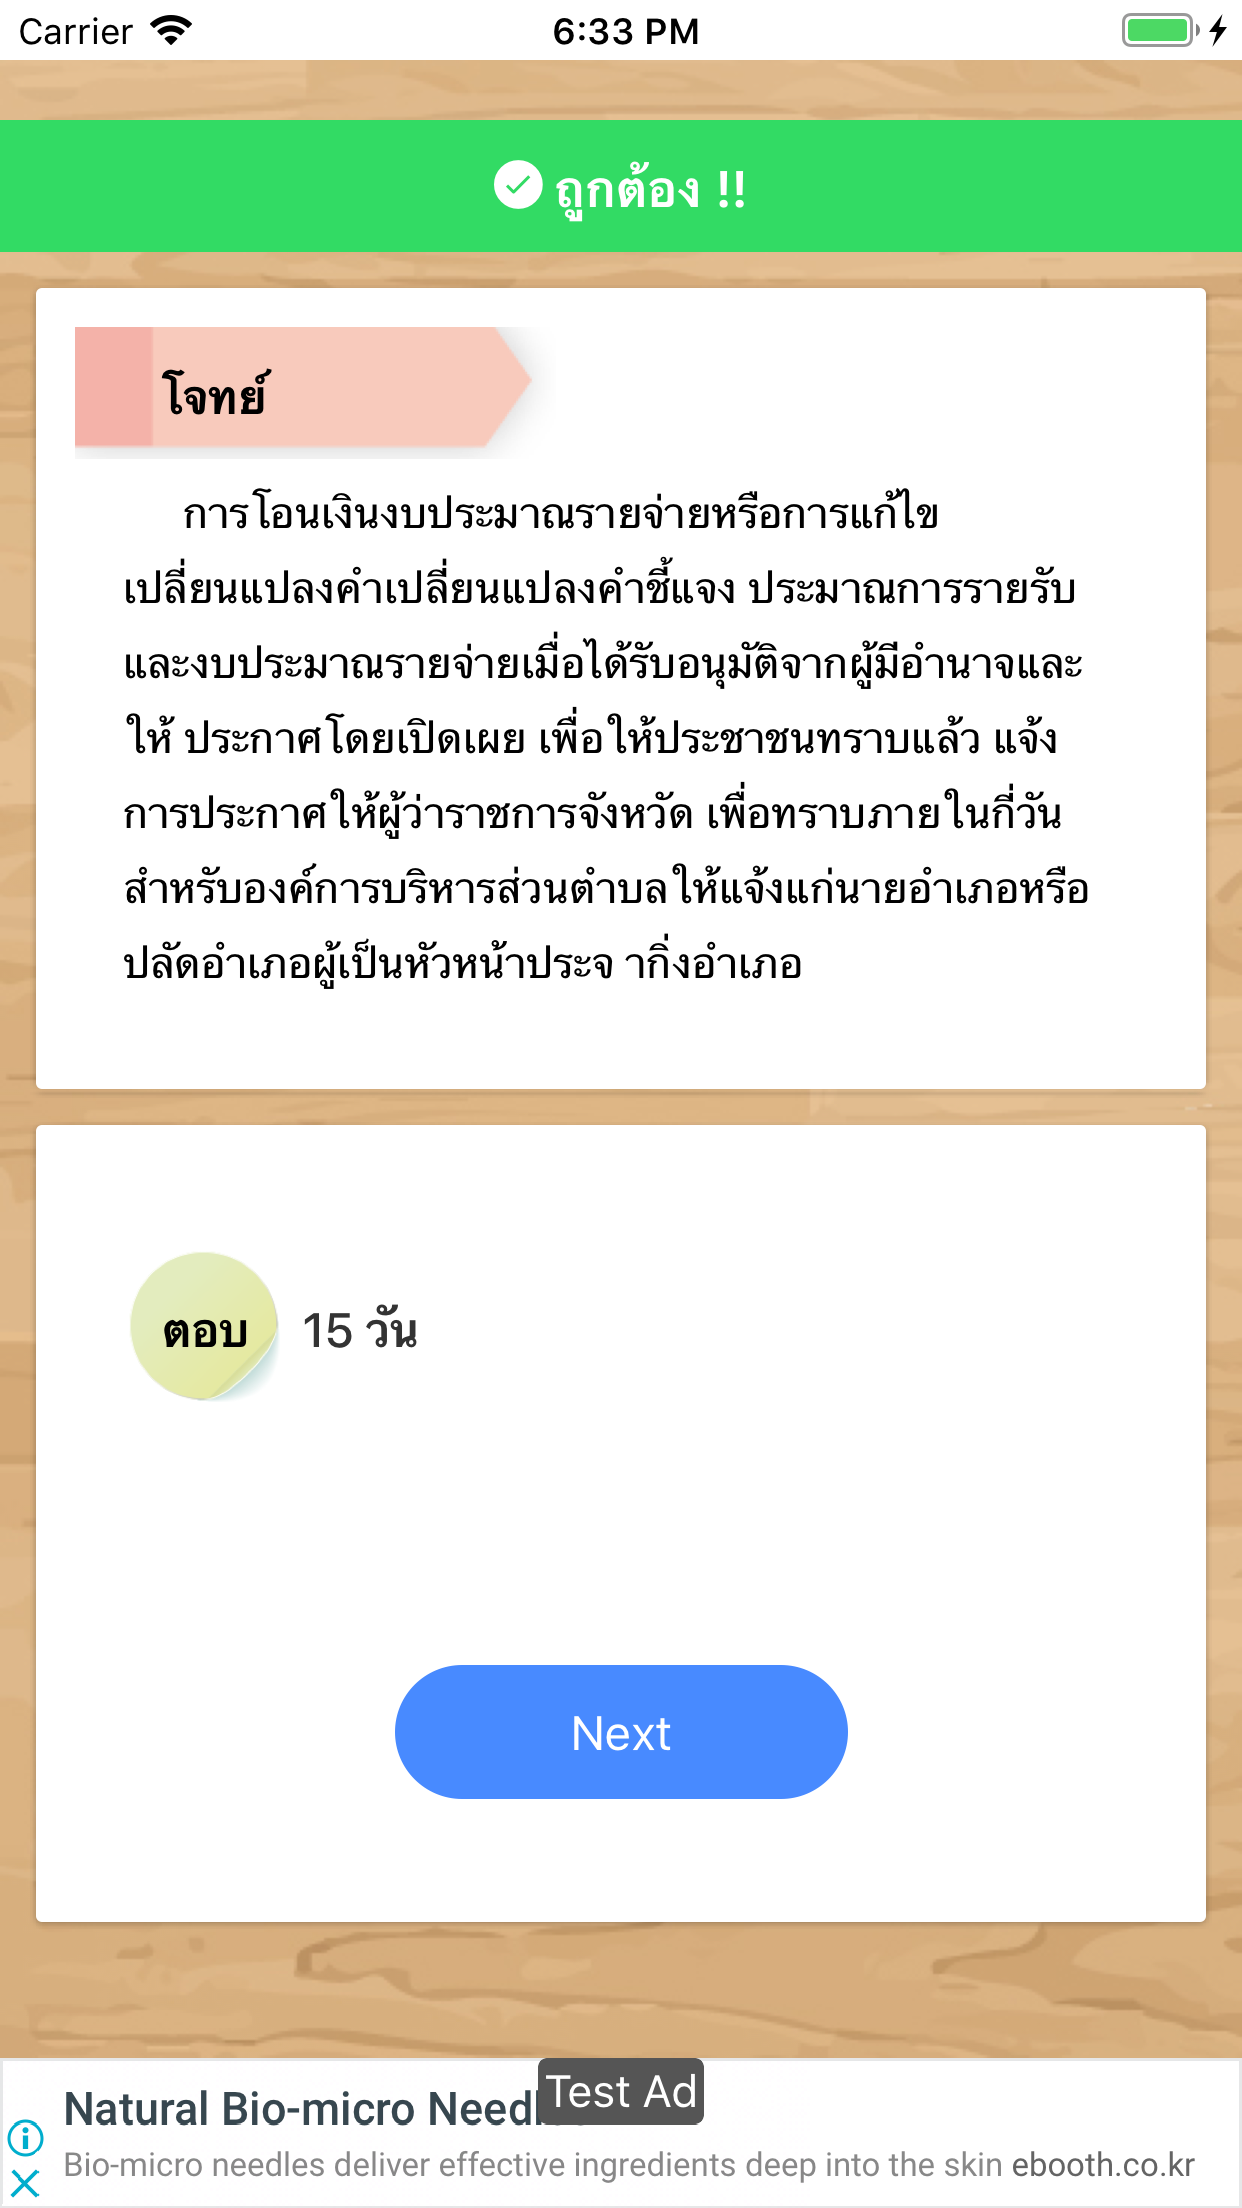 Carrier
6:33 PM
ถูกต้อง !!
โจทย์
การโอนเงินงบประมาณรายจ่ายหรือการแก้ไข
เปลี่ยนแปลงคำเปลี่ยนแปลงคำชี้แจง ประมาณการรายรับ
และงบประมาณรายจ่ายเมื่อได้รับอนุมัติจากผู้มีอำนาจและ
ให้ ประกาศโดยเปิดเผย เพื่อให้ประชาชนทราบแล้ว แจ้ง
การประกาศให้ผู้ว่าราชการจังหวัด เพื่อทราบภายในกี่วัน
สำหรับองค์การบริหารส่วนตำบลให้แจ้งแก่นายอำเภอหรือ
ปลัดอำเภอผู้เป็นหัวหน้าประจ ากิ่งอำเภอ
ตอบ 15 วัน
Next
Test Ad
Natural Bio-micro
Bio-micro needles deliver effective ingredients deep into the skin ebooth.co.kr